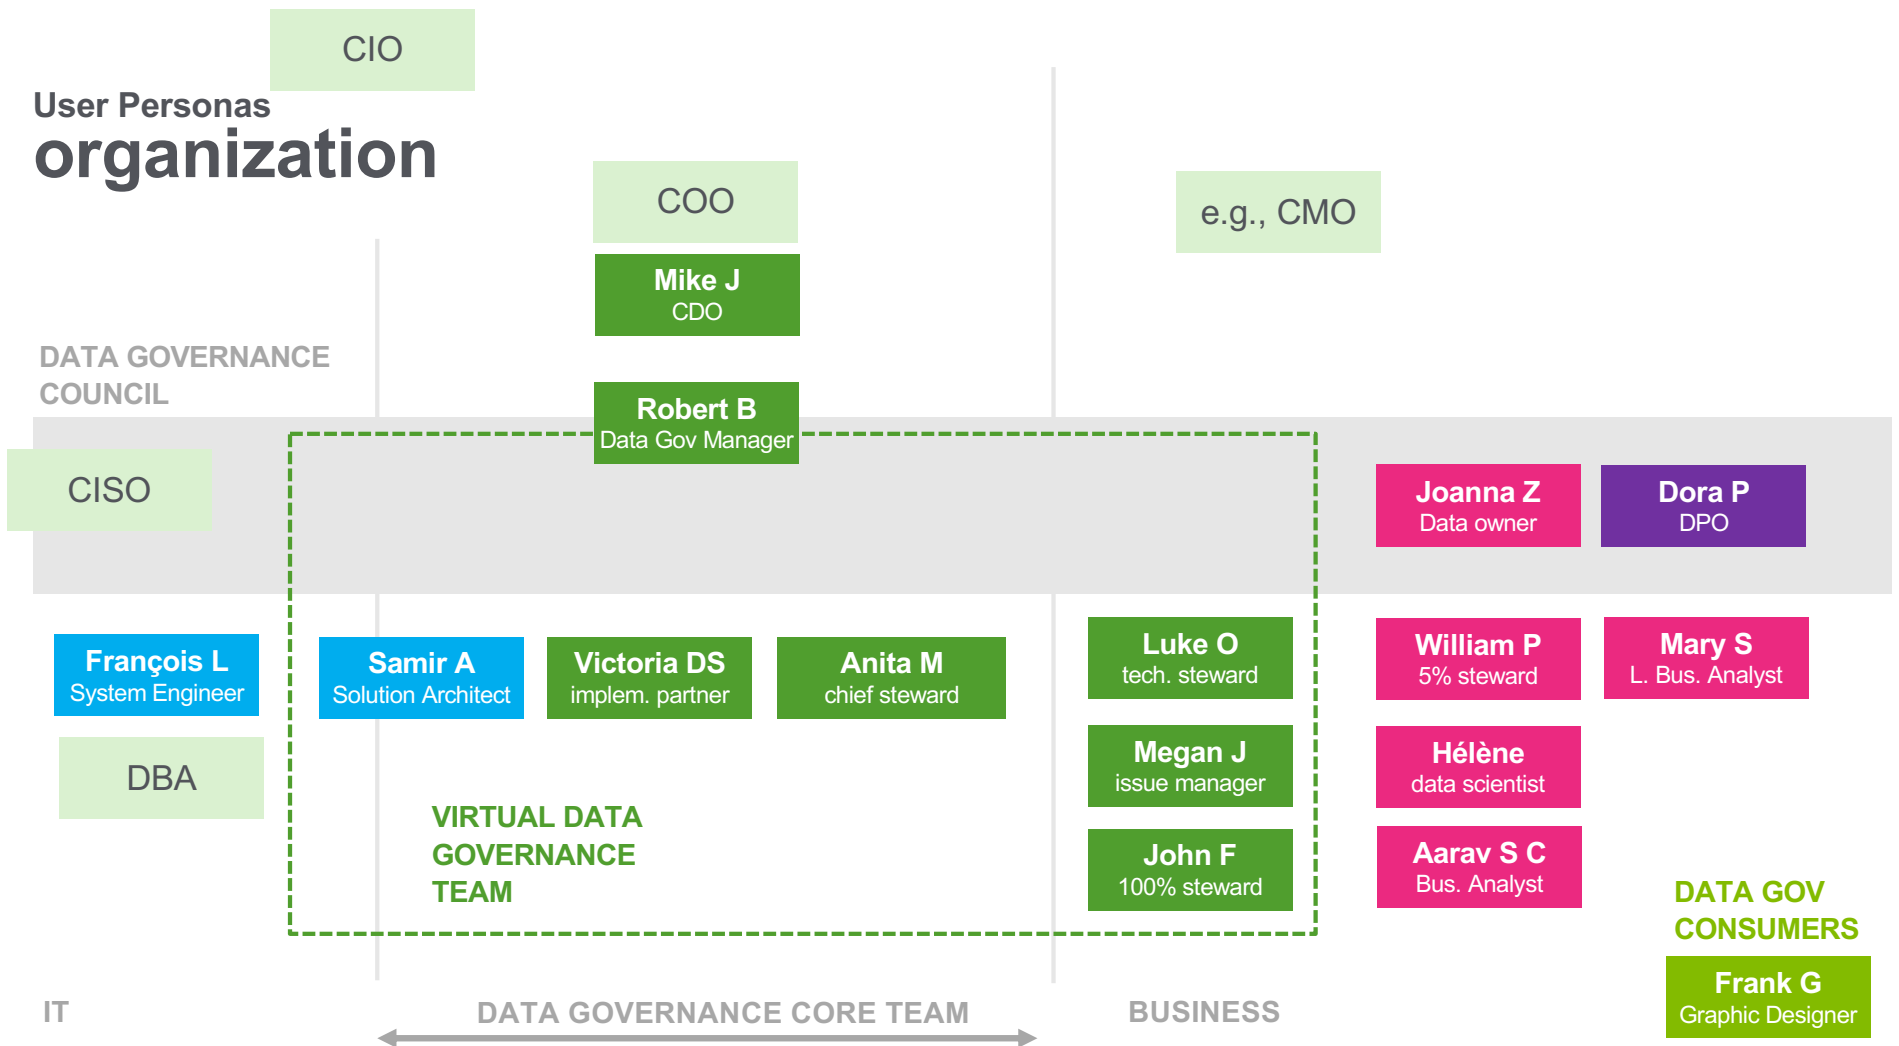 CIO
User Personas
organization
COO
e.g., CMO
Mike J
CDO
DATA GOVERNANCE
COUNCIL
Robert B
Data Gov Manager
CISO
Joanna Z
Data owner
Dora P
DPO
François L
System Engineer
Samir A
Solution Architect
Victoria DS
implem. partner
Anita M
chief steward
Luke O
tech. steward
William P
5% steward
Mary S
L. Bus. Analyst
DBA
Megan J
issue manager
Hélène
data scientist
VIRTUAL DATA
GOVERNANCE
TEAM
John F
100% steward
Aarav S C
Bus. Analyst
DATA GOV
CONSUMERS
Frank G
Graphic Designer
IT
DATA GOVERNANCE CORE TEAM
BUSINESS